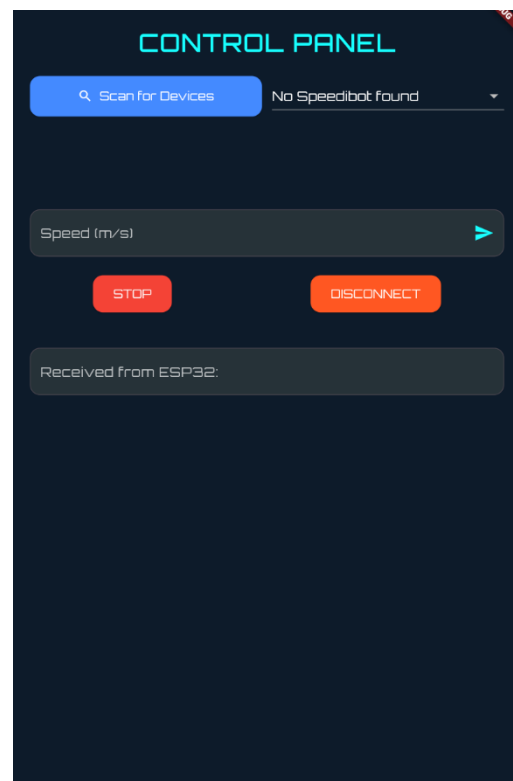 CONTROL PANEL
Scan for Devices
No Speedibot found
Speed (m/s)
STOP
DISCONNECT
Received from ESP32: